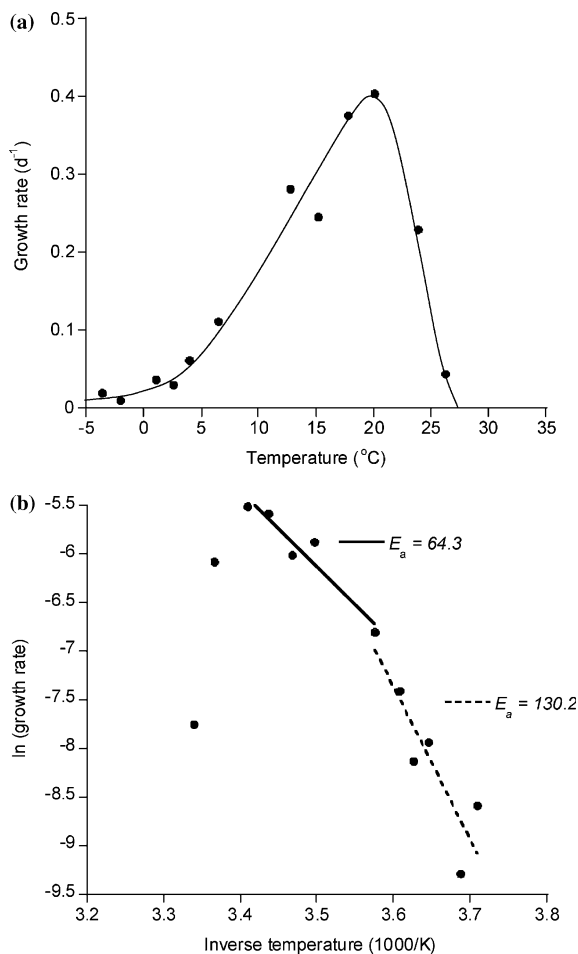 (a)
0.5
0.4
0.3
0.2
0.1
0
Growth rate (d⁻¹)
-5 0 5 10 15 20 25 30 35
Temperature (°C)
(b)
-5.5
-6
-6.5
-7
-7.5
-8
-8.5
-9
-9.5
ln (growth rate)
Eₐ = 64.3
Eₐ = 130.2
3.2 3.3 3.4 3.5 3.6 3.7 3.8
Inverse temperature (1000/K)